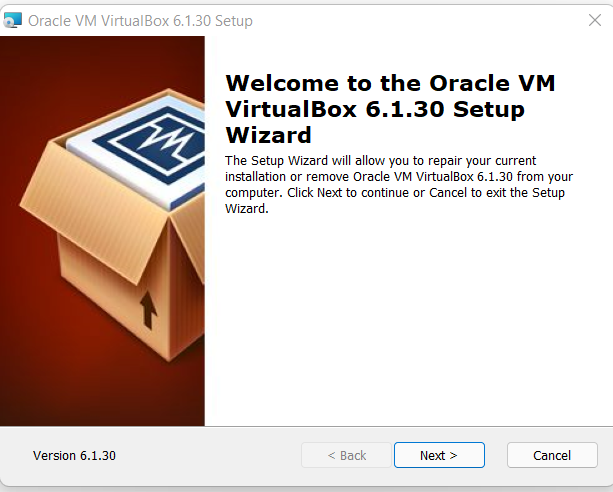 Oracle VM VirtualBox 6.1.30 Setup
Welcome to the Oracle VM
VirtualBox 6.1.30 Setup
Wizard
The Setup Wizard will allow you to repair your current
installation or remove Oracle VM VirtualBox 6.1.30 from your
computer. Click Next to continue or Cancel to exit the Setup
Wizard.
Version 6.1.30
< Back
Next >
Cancel